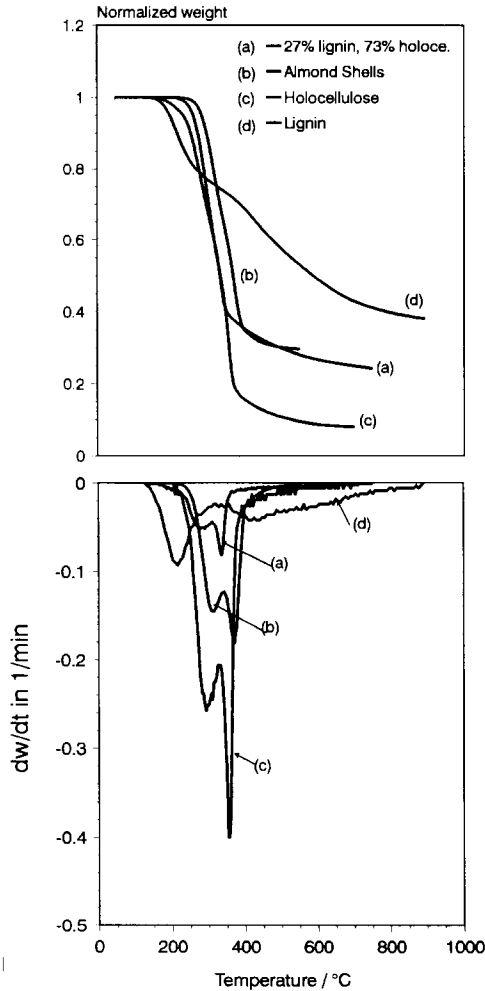 Normalized weight
1.2
(a) 27% lignin, 73% holoce.
(b) Almond Shells
(c) Holocellulose
(d) Lignin
1
0.8
0.6
(b)
0.4
(d)
(a)
0.2
(c)
0
0
(d)
-0.1
(a)
(b)
-0.2
dw/dt in 1/min
-0.3
(c)
-0.4
-0.5
0 200 400 600 800 1000
Temperature / °C